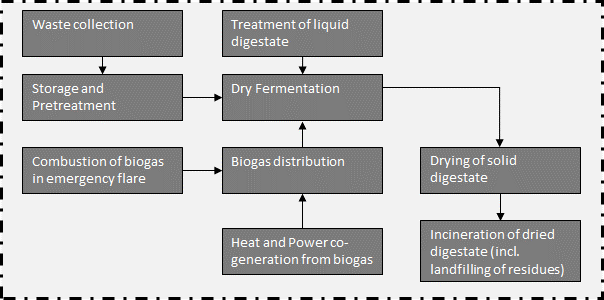 Waste collection
Treatment of liquid
digestate
Storage and
Pretreatment
Dry Fermentation
Combustion of biogas
in emergency flare
Biogas distribution
Drying of solid
digestate
Heat and Power co-
generation from biogas
Incineration of dried
digestate (incl.
landfilling of residues)